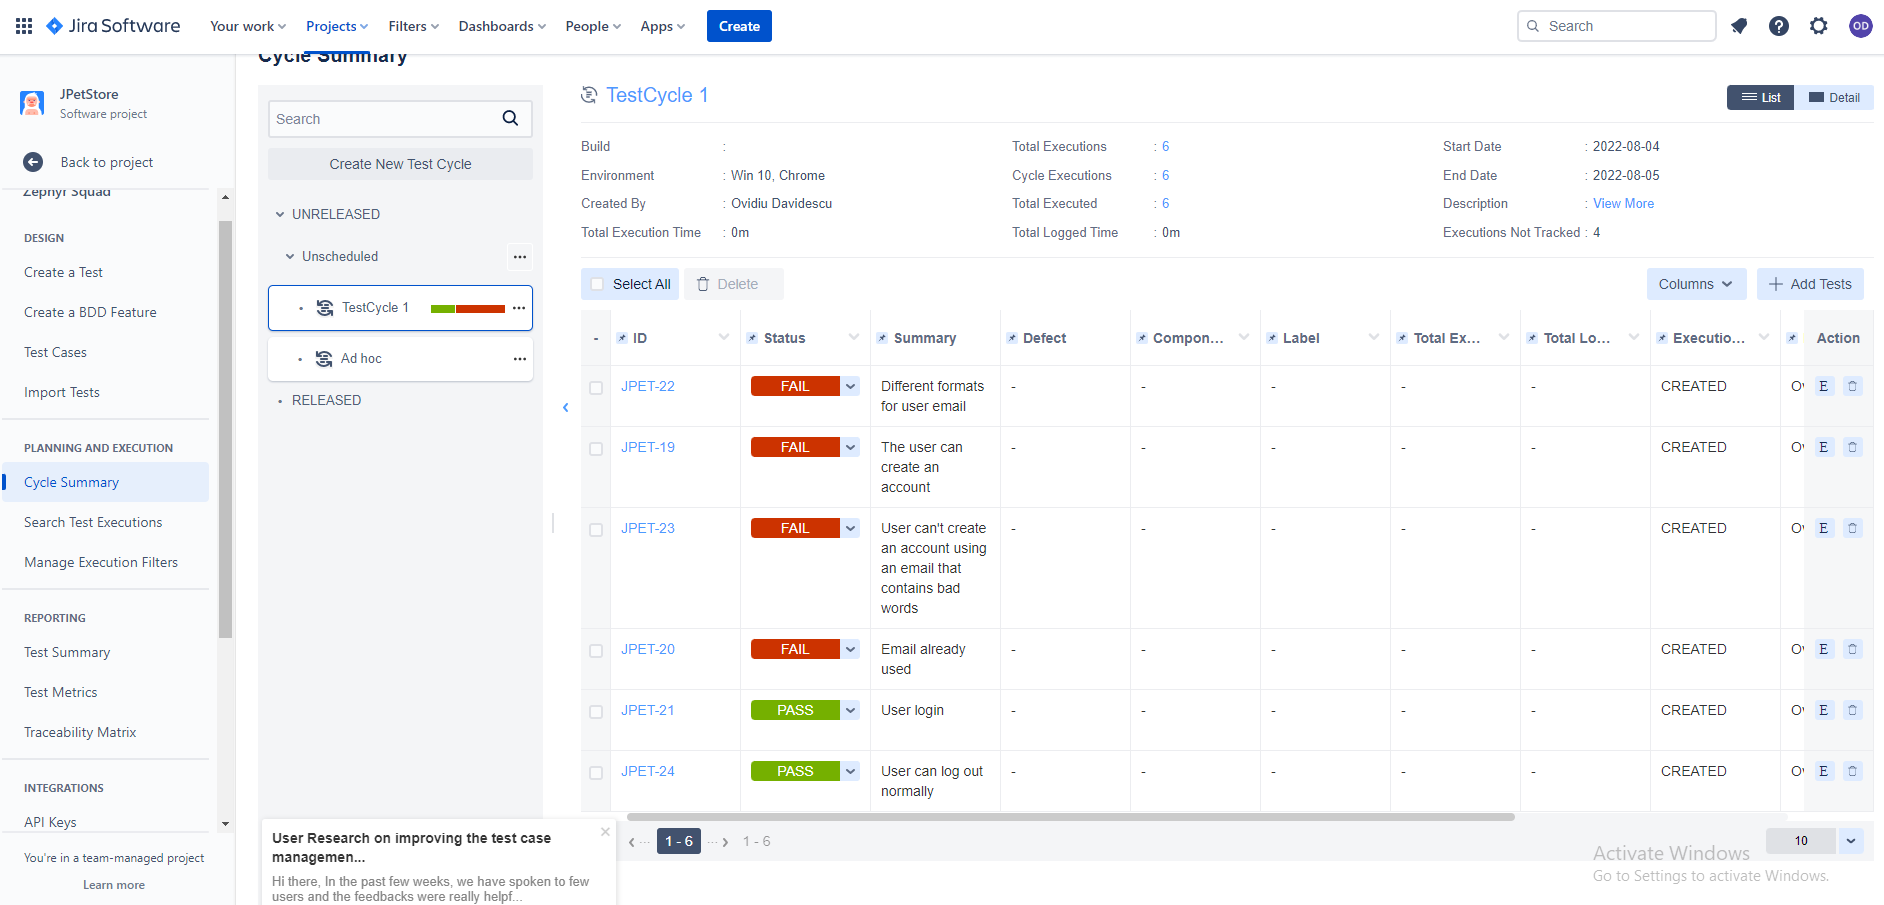 Jira Software Your work Projects Filters Dashboards People Apps Create Search OD
JPetStore
Software project
Back to project
Zephyr Squad
DESIGN
Create a Test
Create a BDD Feature
Test Cases
Import Tests
PLANNING AND EXECUTION
Cycle Summary
Search Test Executions
Manage Execution Filters
REPORTING
Test Summary
Test Metrics
Traceability Matrix
INTEGRATIONS
API Keys
You're in a team-managed project
Learn more
Cycle Summary
Search
Create New Test Cycle
UNRELEASED
Unscheduled
TestCycle 1
Ad hoc
RELEASED
User Research on improving the test case
managemen...
Hi there, In the past few weeks, we have spoken to few
users and the feedbacks were really helpf...
TestCycle 1
List Detail
Build : Total Executions : 6 Start Date : 2022-08-04
Environment : Win 10, Chrome Cycle Executions : 6 End Date : 2022-08-05
Created By : Ovidiu Davidescu Total Executed : 6 Description : View More
Total Execution Time : 0m Total Logged Time : 0m Executions Not Tracked : 4
Select All Delete Columns Add Tests
- ID Status Summary Defect Compon... Label Total Ex... Total Lo... Executio... Action
JPET-22 FAIL Different formats - - - - - CREATED Ov E
for user email
JPET-19 FAIL The user can - - - - - CREATED Ov E
create an
account
JPET-23 FAIL User can't create - - - - - CREATED Ov E
an account using
an email that
contains bad
words
JPET-20 FAIL Email already - - - - - CREATED Ov E
used
JPET-21 PASS User login - - - - - CREATED Ov E
JPET-24 PASS User can log out - - - - - CREATED Ov E
normally
... 1 - 6 ... 1 - 6 10
Activate Windows
Go to Settings to activate Windows.